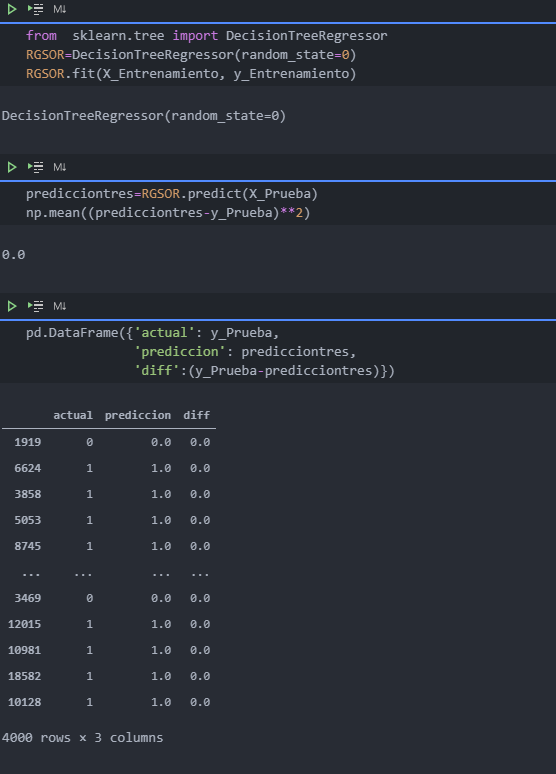 M↓
from sklearn.tree import DecisionTreeRegressor
RGSOR=DecisionTreeRegressor(random_state=0)
RGSOR.fit(X_Entrenamiento, y_Entrenamiento)
DecisionTreeRegressor(random_state=0)
M↓
predicciontres=RGSOR.predict(X_Prueba)
np.mean((predicciontres-y_Prueba)**2)
0.0
M↓
pd.DataFrame({'actual': y_Prueba,
'prediccion': predicciontres,
'diff':(y_Prueba-predicciontres)})
actual prediccion diff
1919 0 0.0 0.0
6624 1 1.0 0.0
3858 1 1.0 0.0
5053 1 1.0 0.0
8745 1 1.0 0.0
... ... ... ...
3469 0 0.0 0.0
12015 1 1.0 0.0
10981 1 1.0 0.0
18582 1 1.0 0.0
10128 1 1.0 0.0
4000 rows × 3 columns